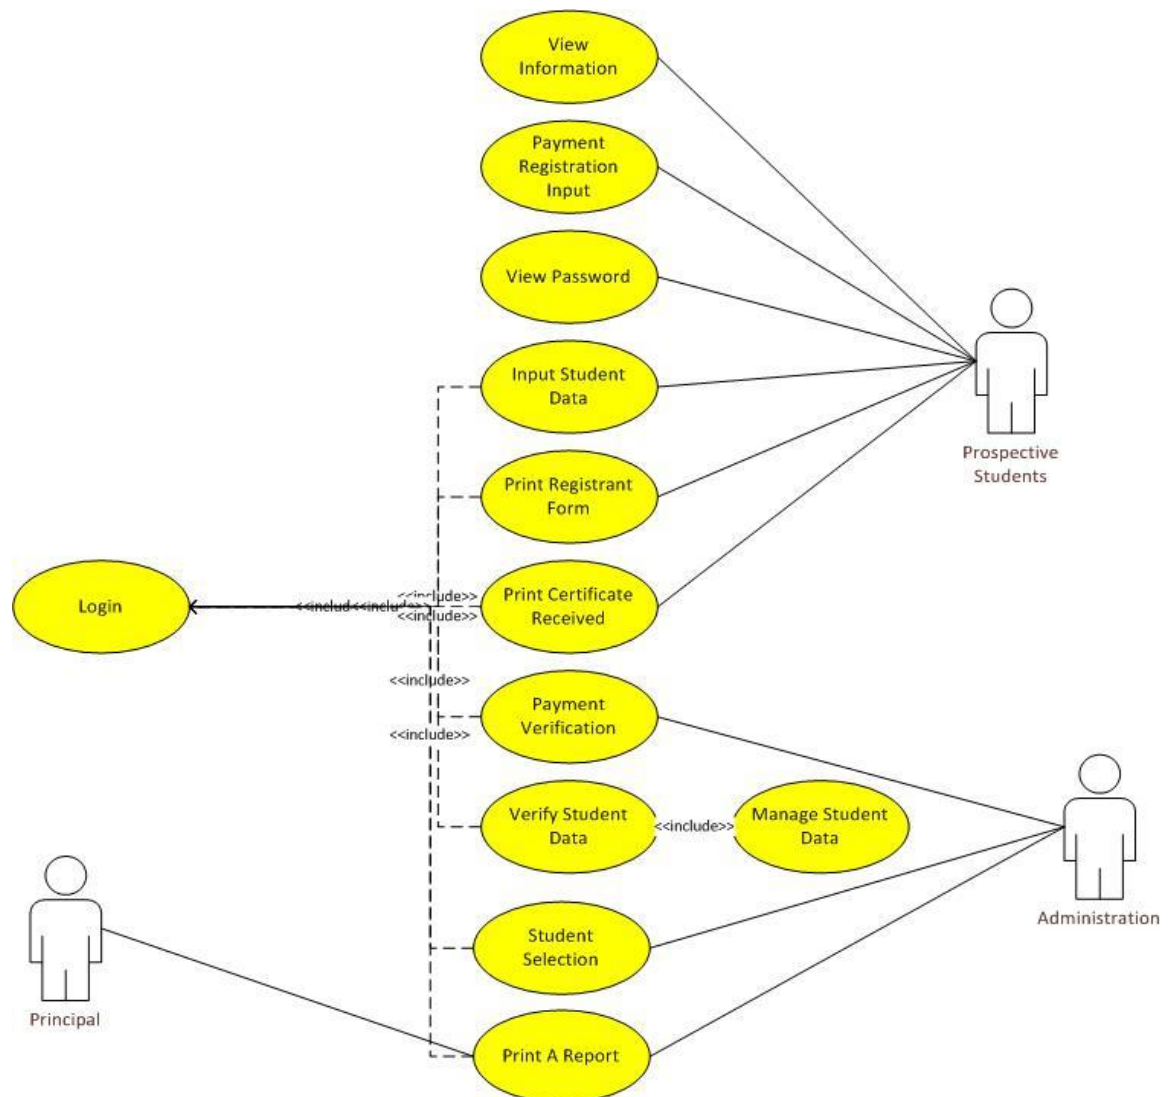 View
Information
Payment
Registration
Input
View Password
Input Student
Data
Prospective
Students
Print Registrant
Form
Login
<<includ<<include>>
<<include>>
<<include>>
Print Certificate
Received
<<include>>
Payment
Verification
<<include>>
Verify Student
Data
<<include>>
Manage Student
Data
Administration
Student
Selection
Principal
Print A Report